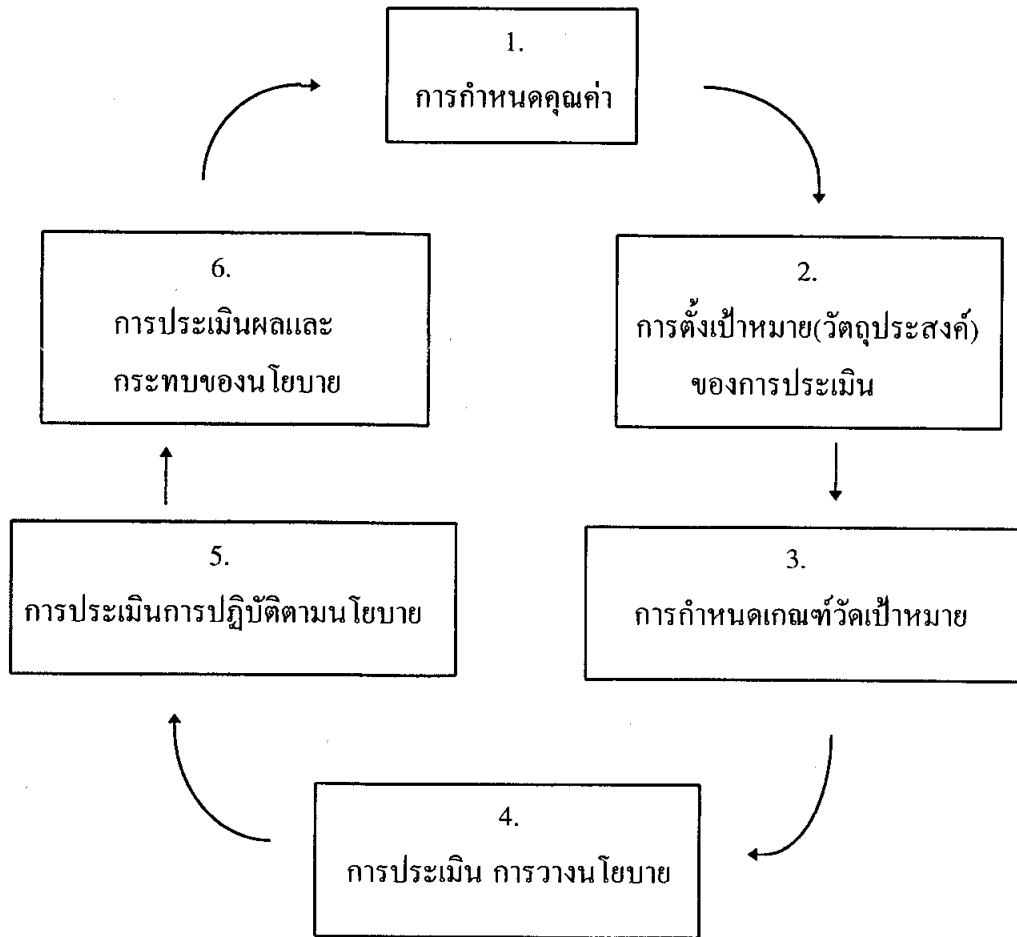 1.
การกำหนดคุณค่า
2.
การตั้งเป้าหมาย(วัตถุประสงค์)
ของการประเมิน
3.
การกำหนดเกณฑ์วัดเป้าหมาย
4.
การประเมิน การวางนโยบาย
5.
การประเมินการปฏิบัติตามนโยบาย
6.
การประเมินผลและ
กระทบของนโยบาย